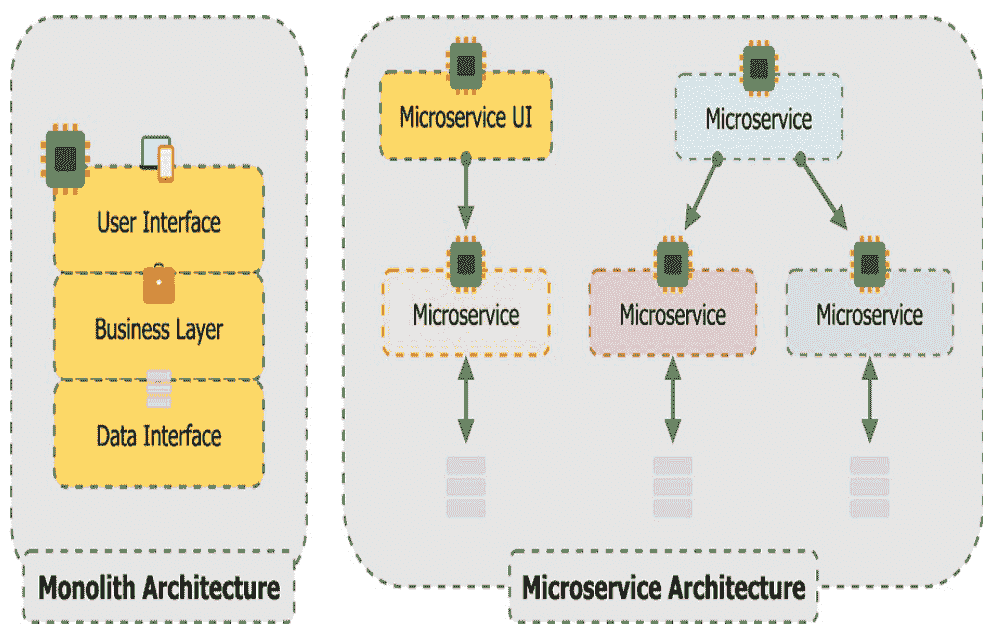 User Interface
Business Layer
Data Interface
Monolith Architecture
Microservice UI
Microservice
Microservice
Microservice
Microservice
Microservice Architecture